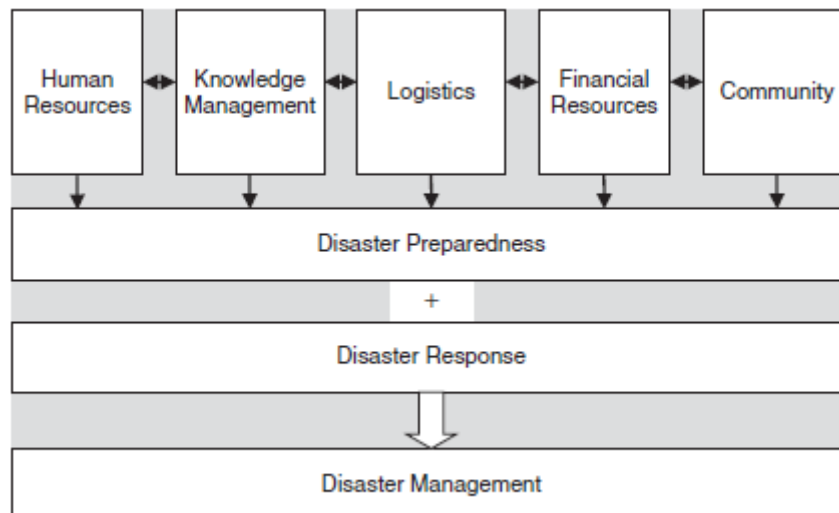 Human
Resources
Knowledge
Management
Logistics
Financial
Resources
Community
Disaster Preparedness
+
Disaster Response
Disaster Management